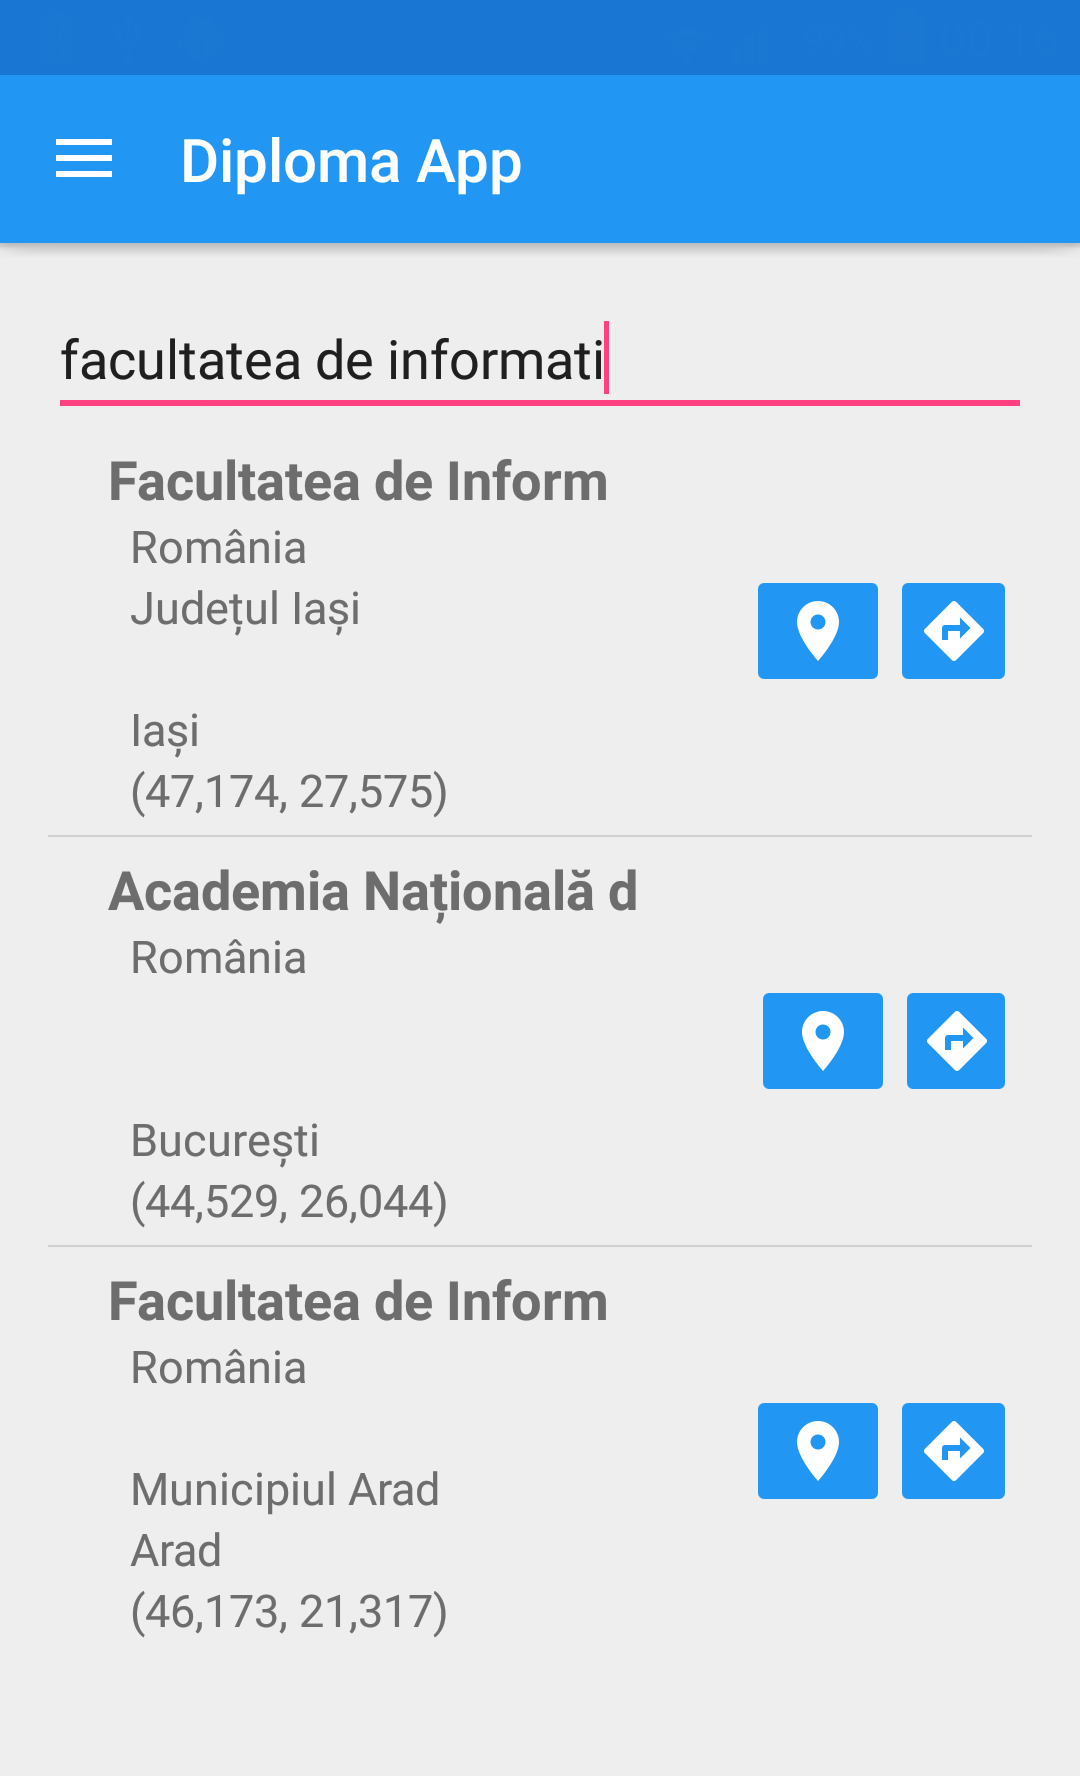 Diploma App
facultatea de informati
Facultatea de Inform
România
Județul Iași
Iași
(47,174, 27,575)
Academia Națională d
România
București
(44,529, 26,044)
Facultatea de Inform
România
Municipiul Arad
Arad
(46,173, 21,317)